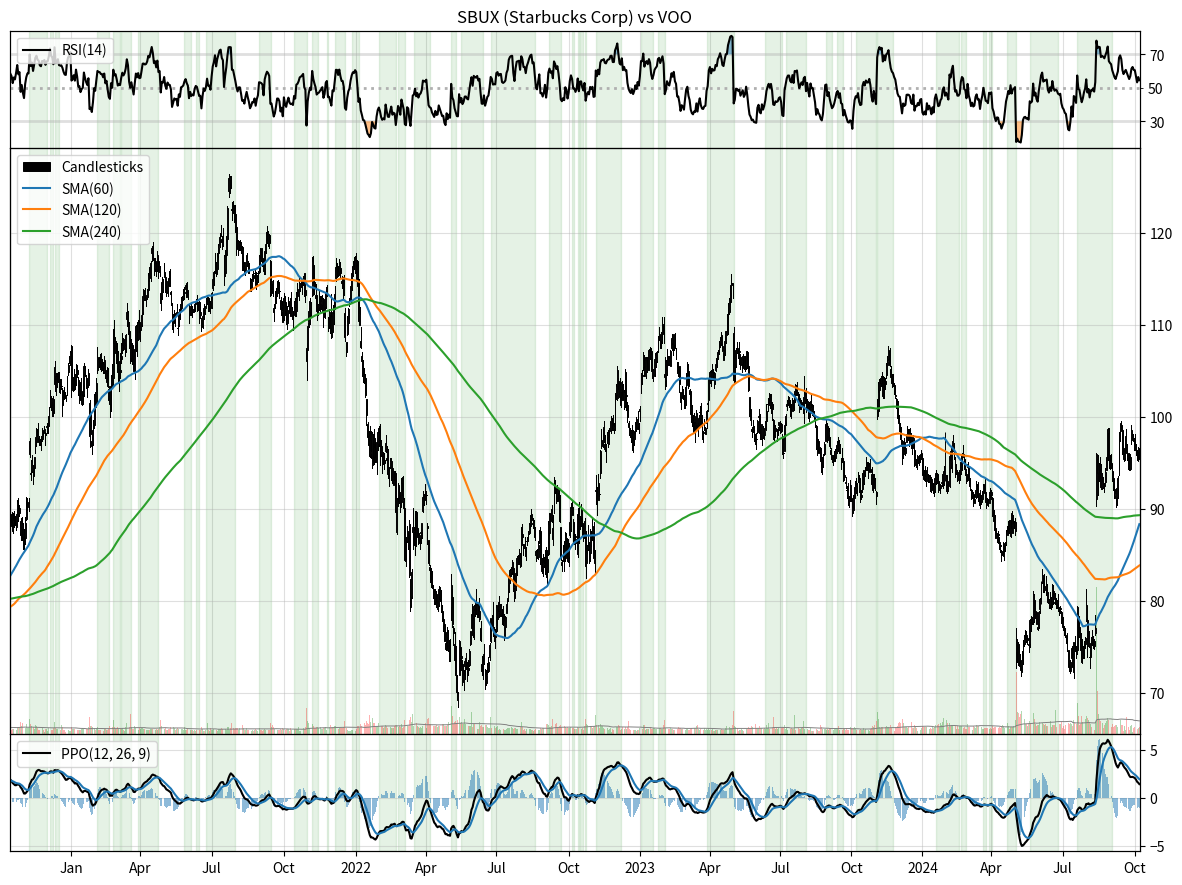 SBUX (Starbucks Corp) vs VOO
RSI(14)
70
50
30
Candlesticks
SMA(60)
SMA(120)
SMA(240)
120
110
100
90
80
70
PPO(12, 26, 9)
5
0
−5
Jan Apr Jul Oct 2022 Apr Jul Oct 2023 Apr Jul Oct 2024 Apr Jul Oct